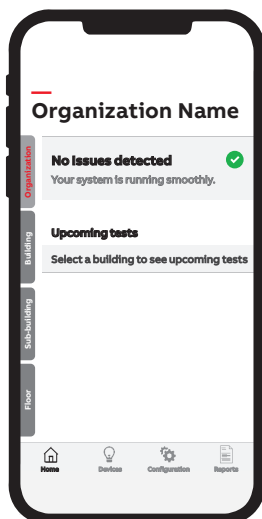 Organization Name
Organization
No Issues detected
Your system is running smoothly.
Building
Upcoming tests
Select a building to see upcoming tests
Sub-building
Floor
Home
Devices
Configuration
Reports